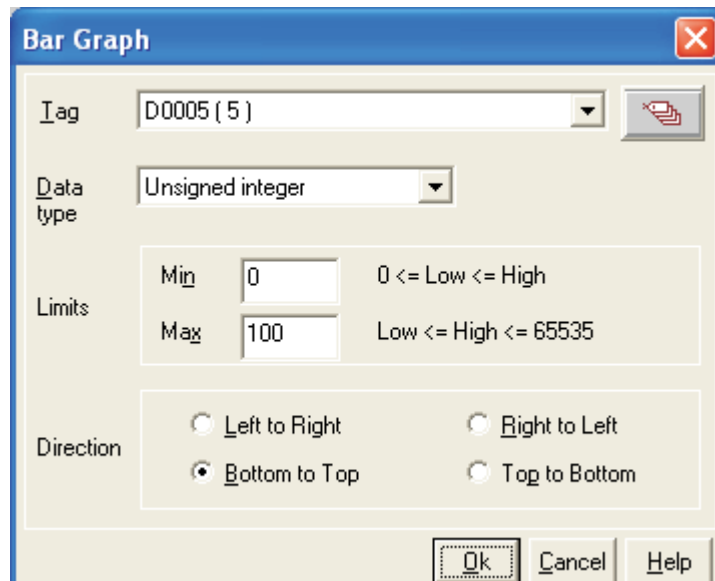 Bar Graph
Tag D0005 ( 5 )
Data type Unsigned integer
Limits
Min 0 0 <= Low <= High
Max 100 Low <= High <= 65535
Direction
Left to Right Right to Left
Bottom to Top Top to Bottom
Ok Cancel Help